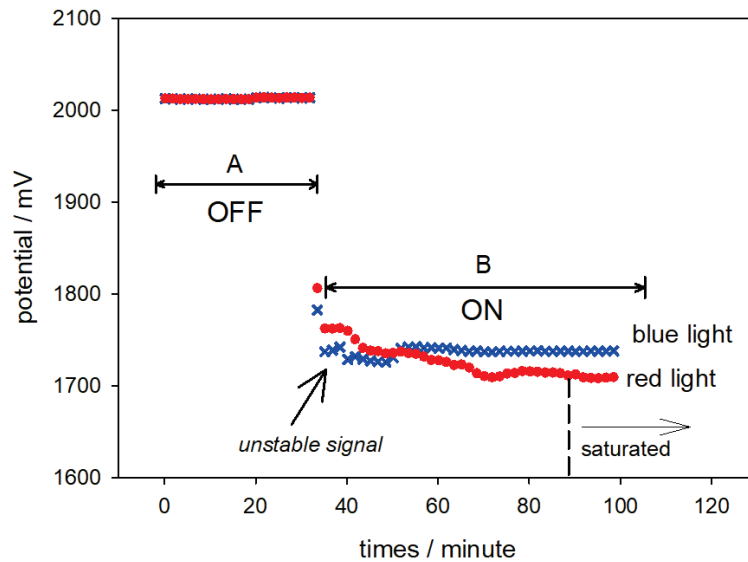 2100
2000
1900
1800
1700
1600
potential / mV
A
OFF
B
ON
blue light
red light
unstable signal
saturated
0
20
40
60
80
100
120
times / minute